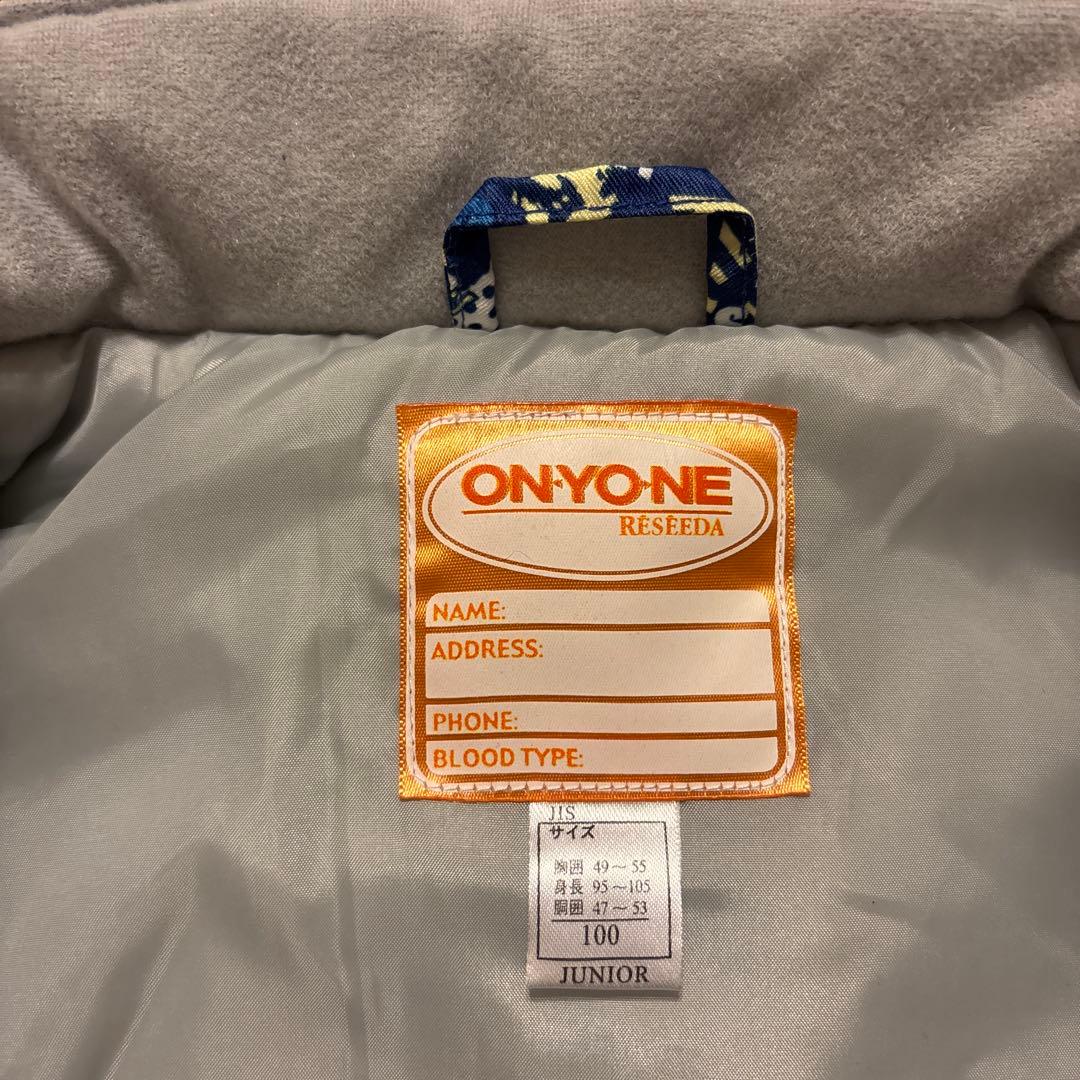 ON·YO·NE
RÊSÊEDA
NAME:
ADDRESS:
PHONE:
BLOOD TYPE:
JIS
サイズ
胸囲 49～55
身長 95～105
胴囲 47～53
100
JUNIOR